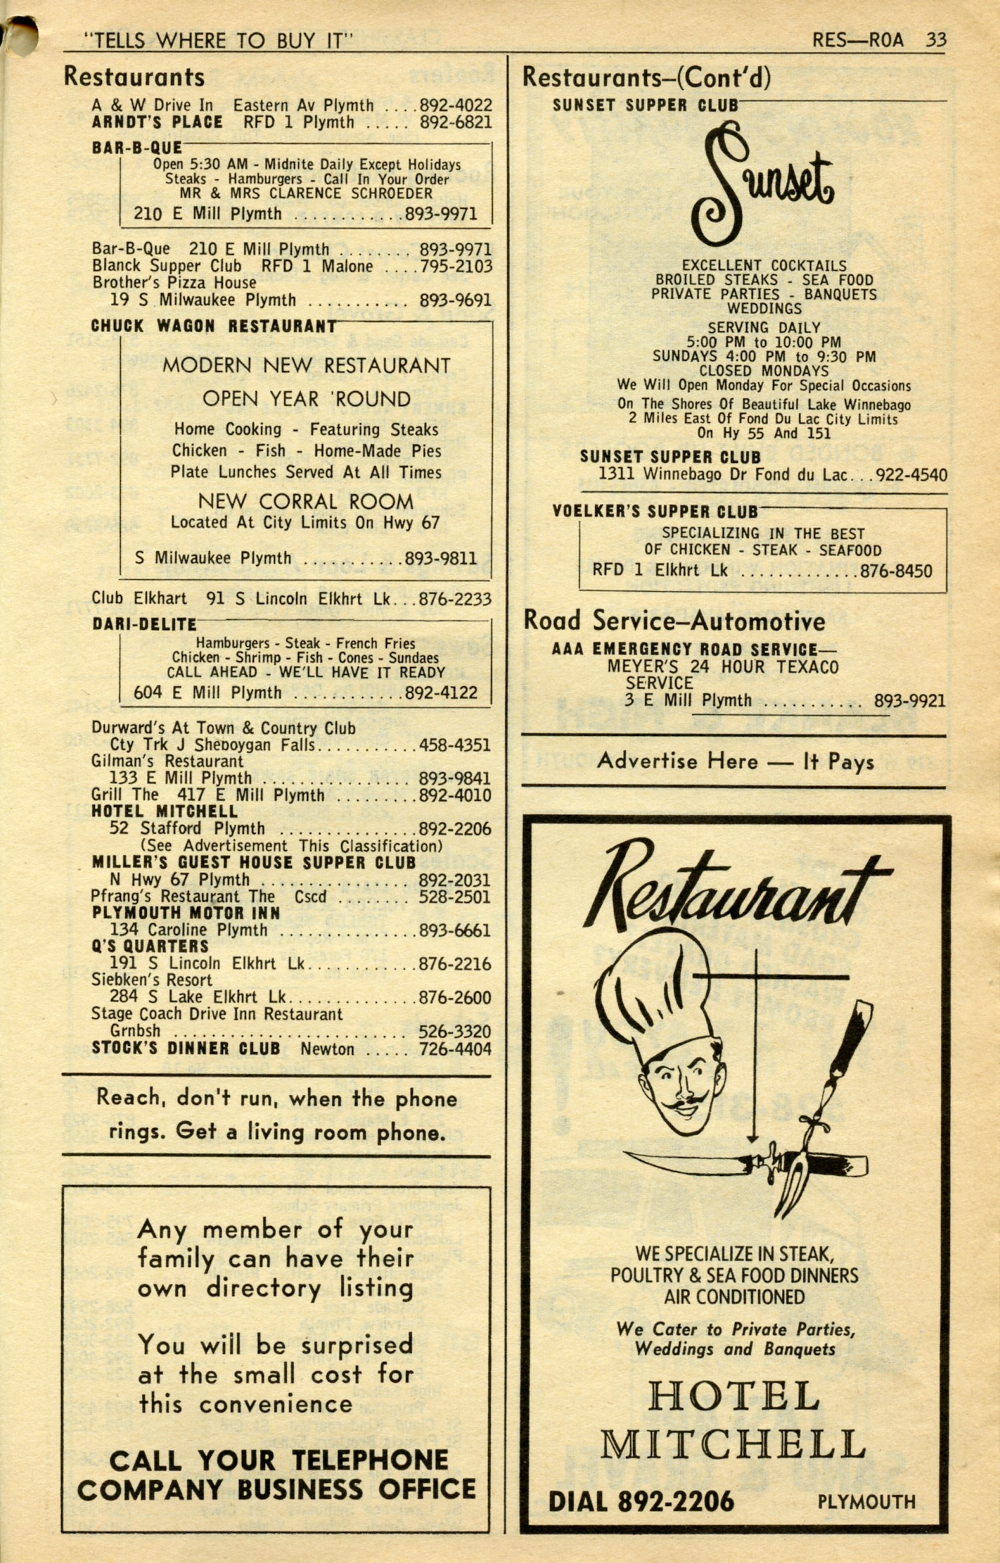 "TELLS WHERE TO BUY IT"
RES—ROA 33
Restaurants
A & W Drive In Eastern Av Plymth ....892-4022
ARNDT'S PLACE RFD 1 Plymth ..... 892-6821
BAR-B-QUE
Open 5:30 AM - Midnite Daily Except Holidays
Steaks - Hamburgers - Call In Your Order
MR & MRS CLARENCE SCHROEDER
210 E Mill Plymth ............893-9971
Bar-B-Que 210 E Mill Plymth ........ 893-9971
Blanck Supper Club RFD 1 Malone ....795-2103
Brother's Pizza House
19 S Milwaukee Plymth ........... 893-9691
CHUCK WAGON RESTAURANT
MODERN NEW RESTAURANT
OPEN YEAR 'ROUND
Home Cooking - Featuring Steaks
Chicken - Fish - Home-Made Pies
Plate Lunches Served At All Times
NEW CORRAL ROOM
Located At City Limits On Hwy 67
S Milwaukee Plymth ...........893-9811
Club Elkhart 91 S Lincoln Elkhrt Lk...876-2233
DARI-DELITE
Hamburgers - Steak - French Fries
Chicken - Shrimp - Fish - Cones - Sundaes
CALL AHEAD - WE'LL HAVE IT READY
604 E Mill Plymth ............892-4122
Durward's At Town & Country Club
Cty Trk J Sheboygan Falls...........458-4351
Gilman's Restaurant
133 E Mill Plymth .................893-9841
Grill The 417 E Mill Plymth .........892-4010
HOTEL MITCHELL
52 Stafford Plymth ...............892-2206
(See Advertisement This Classification)
MILLER'S GUEST HOUSE SUPPER CLUB
N Hwy 67 Plymth .................892-2031
Pfrang's Restaurant The Cscd ........ 528-2501
PLYMOUTH MOTOR INN
134 Caroline Plymth ...............893-6661
Q'S QUARTERS
191 S Lincoln Elkhrt Lk............876-2216
Siebken's Resort
284 S Lake Elkhrt Lk..............876-2600
Stage Coach Drive Inn Restaurant
Grnbsh .......................... 526-3320
STOCK'S DINNER CLUB Newton ..... 726-4404
Reach, don't run, when the phone
rings. Get a living room phone.
Any member of your
family can have their
own directory listing
You will be surprised
at the small cost for
this convenience
CALL YOUR TELEPHONE
COMPANY BUSINESS OFFICE
Restaurants-(Cont'd)
SUNSET SUPPER CLUB
Sunset
EXCELLENT COCKTAILS
BROILED STEAKS - SEA FOOD
PRIVATE PARTIES - BANQUETS
WEDDINGS
SERVING DAILY
5:00 PM to 10:00 PM
SUNDAYS 4:00 PM to 9:30 PM
CLOSED MONDAYS
We Will Open Monday For Special Occasions
On The Shores Of Beautiful Lake Winnebago
2 Miles East Of Fond Du Lac City Limits
On Hy 55 And 151
SUNSET SUPPER CLUB
1311 Winnebago Dr Fond du Lac...922-4540
VOELKER'S SUPPER CLUB
SPECIALIZING IN THE BEST
OF CHICKEN - STEAK - SEAFOOD
RFD 1 Elkhrt Lk .............876-8450
Road Service-Automotive
AAA EMERGENCY ROAD SERVICE—
MEYER'S 24 HOUR TEXACO
SERVICE
3 E Mill Plymth ........... 893-9921
Advertise Here — It Pays
Restaurant
WE SPECIALIZE IN STEAK,
POULTRY & SEA FOOD DINNERS
AIR CONDITIONED
We Cater to Private Parties,
Weddings and Banquets
HOTEL
MITCHELL
DIAL 892-2206 PLYMOUTH